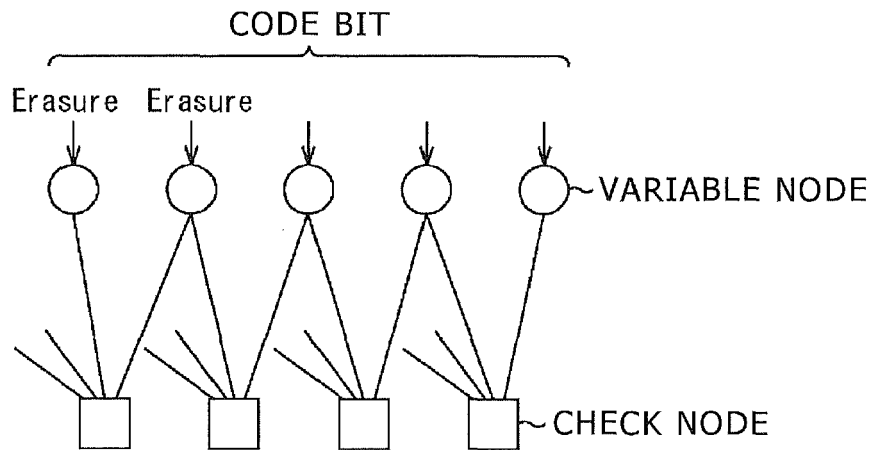 CODE BIT
Erasure Erasure
VARIABLE NODE
CHECK NODE